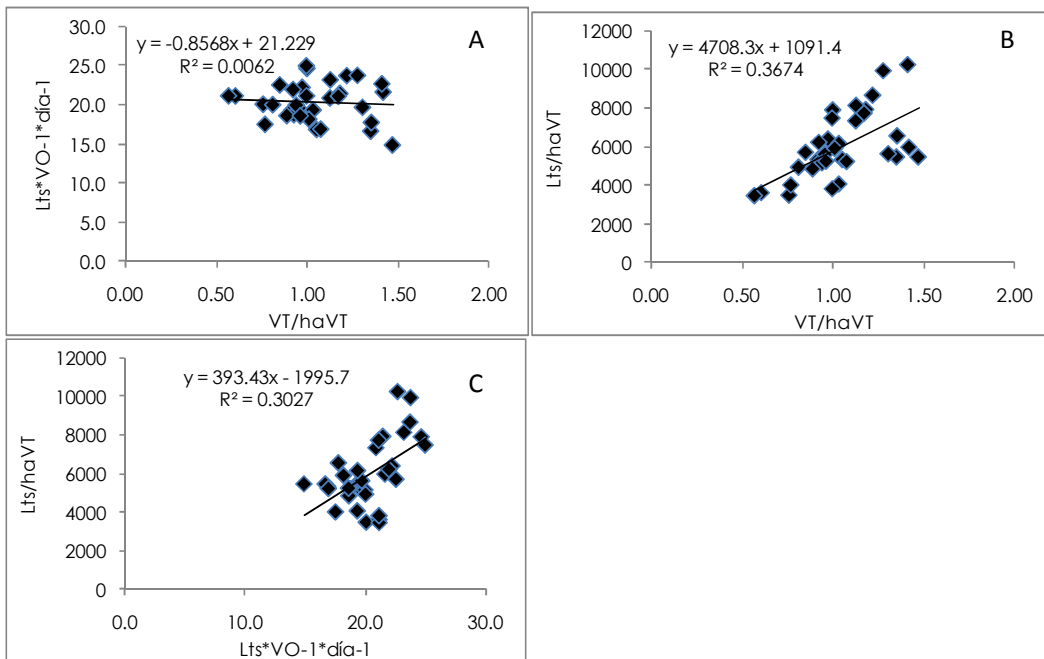 A
y = -0.8568x + 21.229
R² = 0.0062
30.0
25.0
20.0
15.0
10.0
5.0
0.0
Lts*VO-1*día-1
0.00 0.50 1.00 1.50 2.00
VT/haVT
B
y = 4708.3x + 1091.4
R² = 0.3674
12000
10000
8000
6000
4000
2000
0
Lts/haVT
0.00 0.50 1.00 1.50 2.00
VT/haVT
C
y = 393.43x - 1995.7
R² = 0.3027
12000
10000
8000
6000
4000
2000
0
Lts/haVT
0.0 10.0 20.0 30.0
Lts*VO-1*día-1